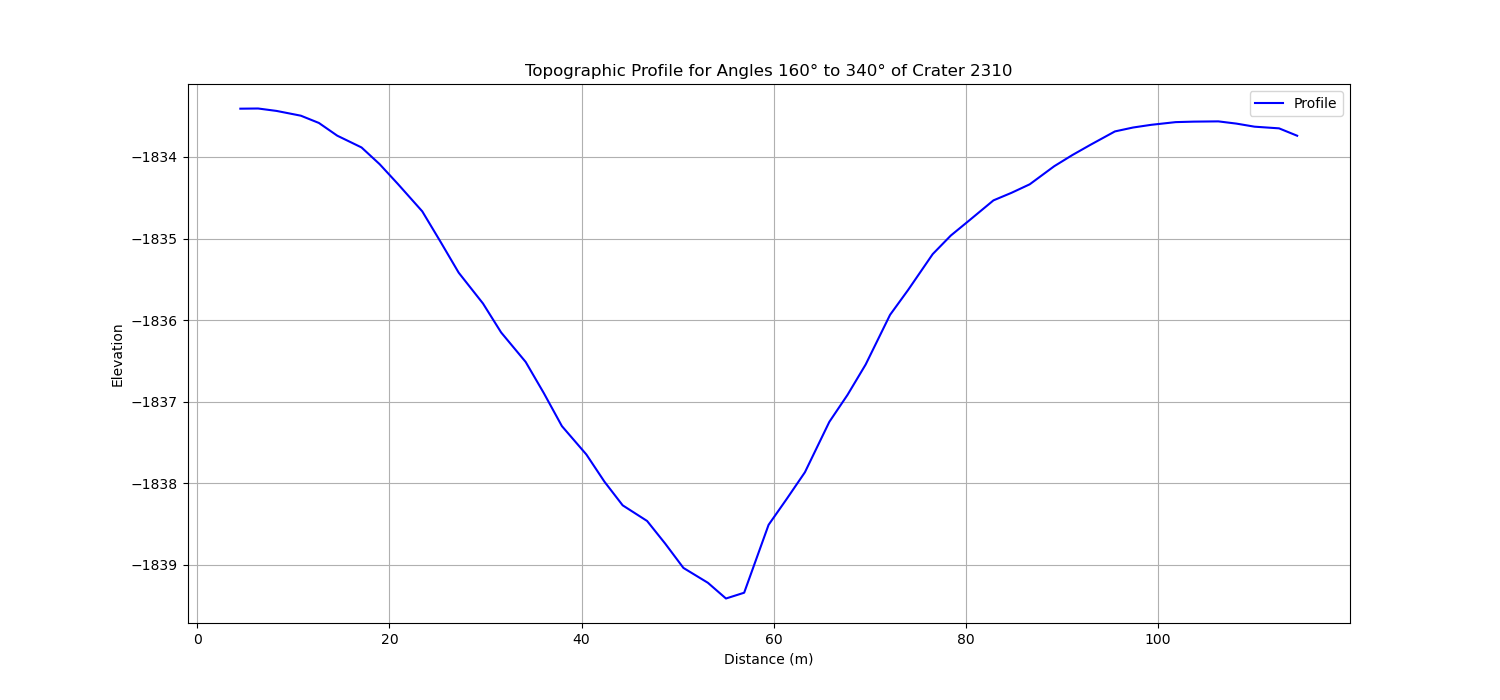 Topographic Profile for Angles 160° to 340° of Crater 2310
Profile
−1834
−1835
−1836
−1837
−1838
−1839
Elevation
0 20 40 60 80 100
Distance (m)